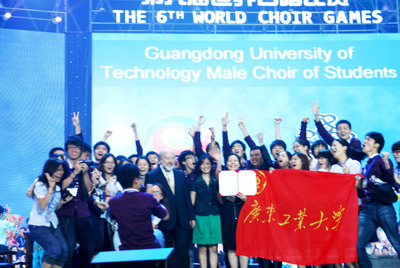 THE 6TH WORLD CHOIR GAMES
Guangdong University of
Technology Male Choir of Students
广东工业大学